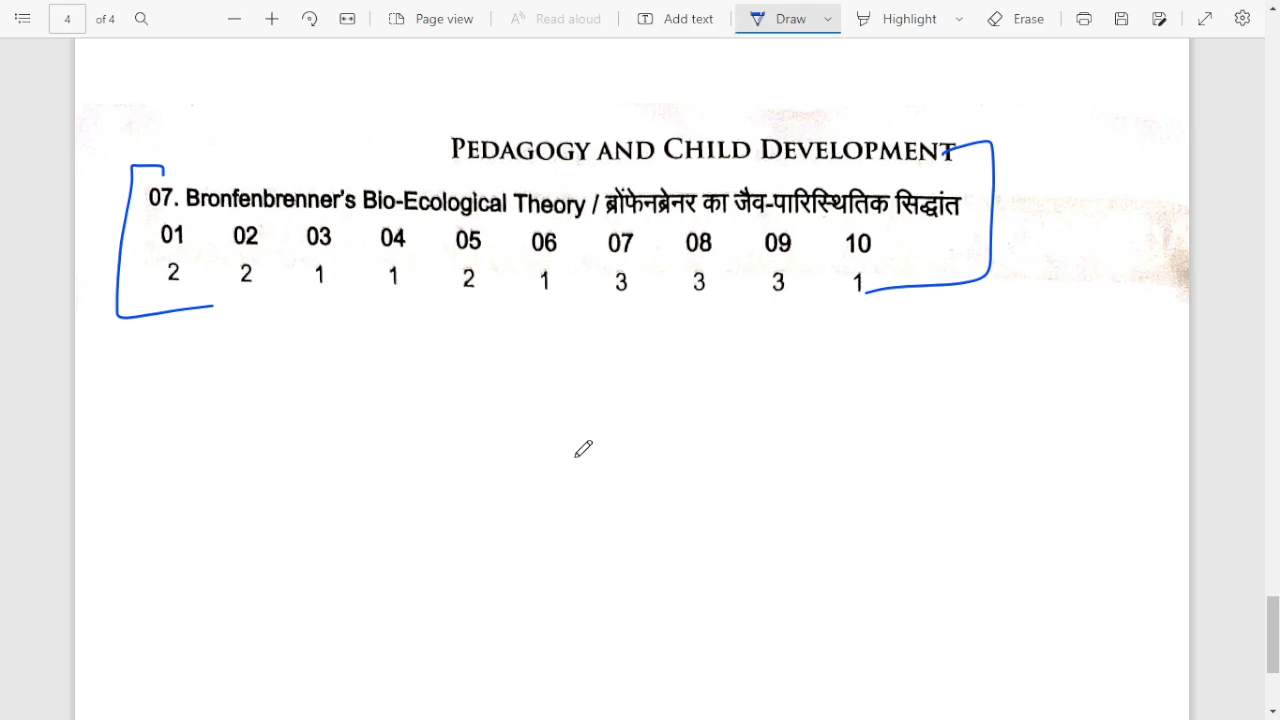 4 of 4 Page view Read aloud Add text Draw Highlight Erase
PEDAGOGY AND CHILD DEVELOPMENT
07. Bronfenbrenner's Bio-Ecological Theory / ब्रोंफेनब्रेनर का जैव-पारिस्थितिक सिद्धांत
01 02 03 04 05 06 07 08 09 10
2 2 1 1 2 1 3 3 3 1